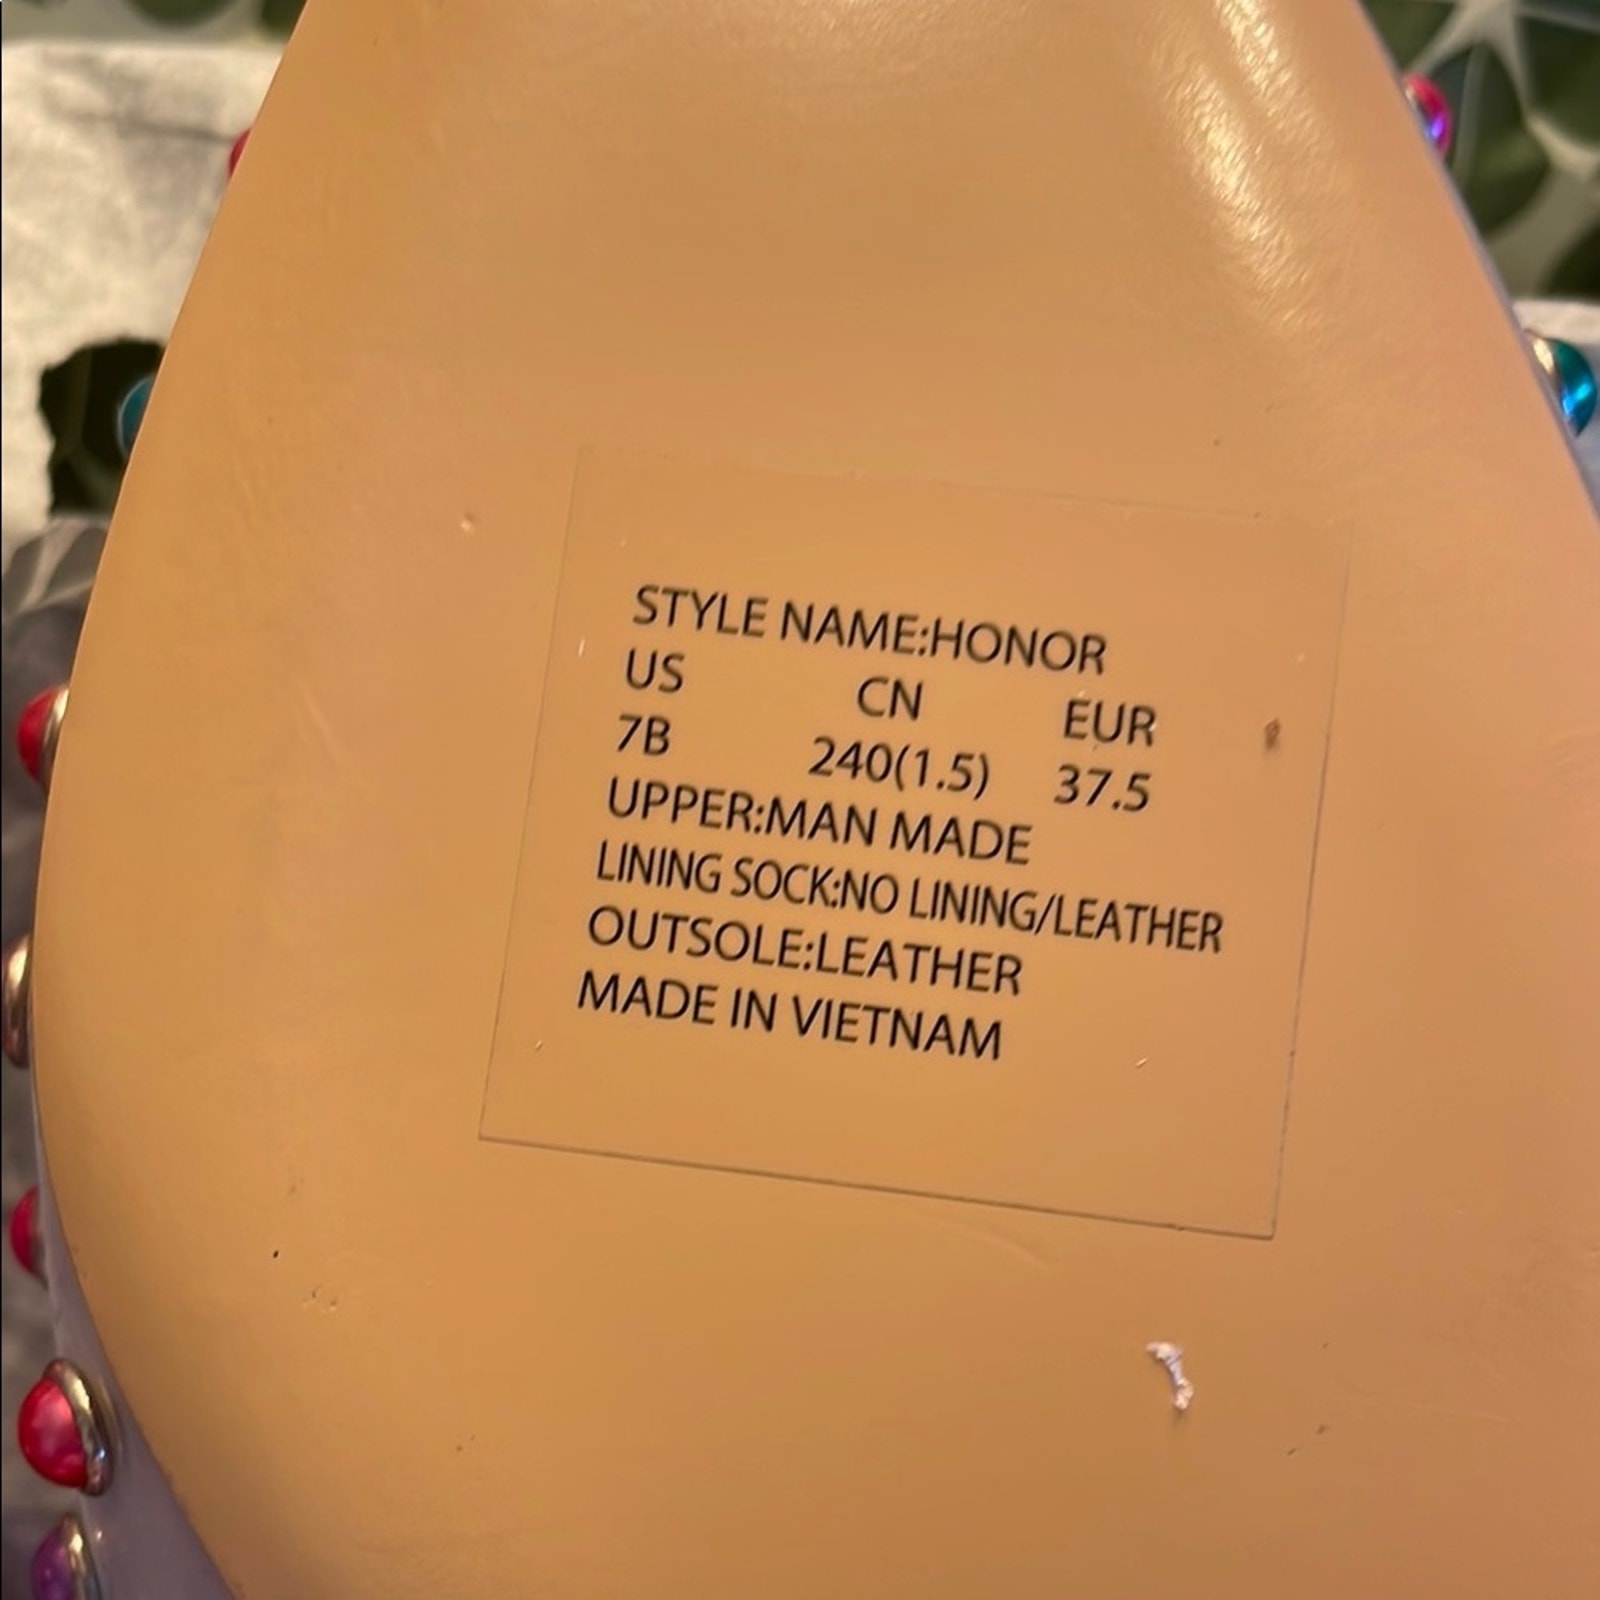 STYLE NAME:HONOR
US CN EUR
7B 240(1.5) 37.5
UPPER:MAN MADE
LINING SOCK:NO LINING/LEATHER
OUTSOLE:LEATHER
MADE IN VIETNAM